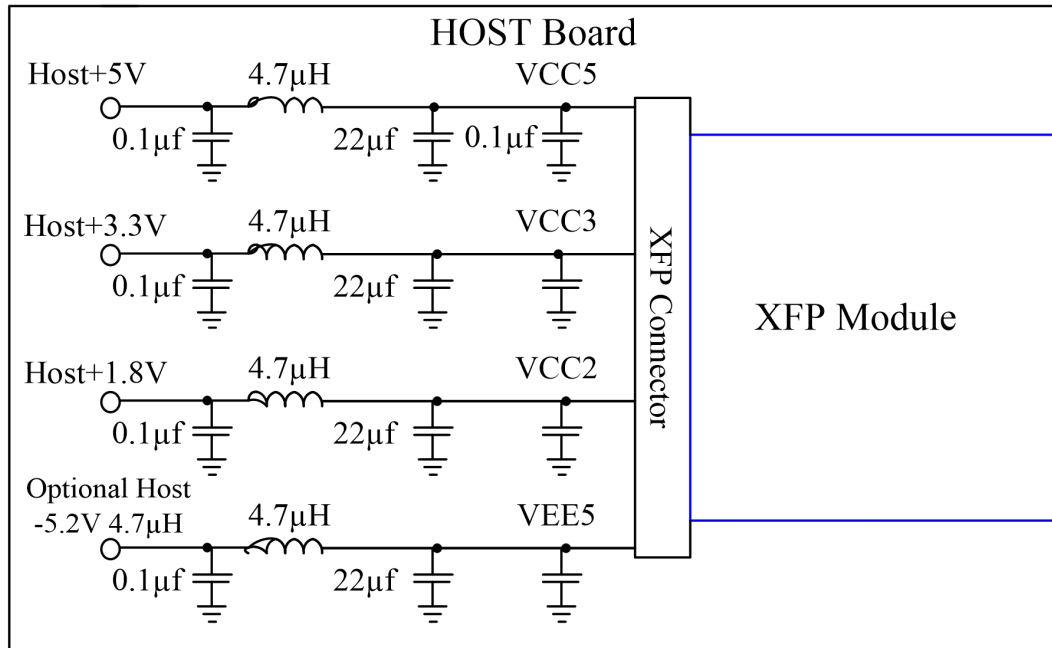 HOST Board
Host+5V
4.7µH
VCC5
0.1µf
22µf
0.1µf
Host+3.3V
4.7µH
VCC3
0.1µf
22µf
Host+1.8V
4.7µH
VCC2
0.1µf
22µf
Optional Host
-5.2V 4.7µH
4.7µH
VEE5
0.1µf
22µf
XFP Connector
XFP Module